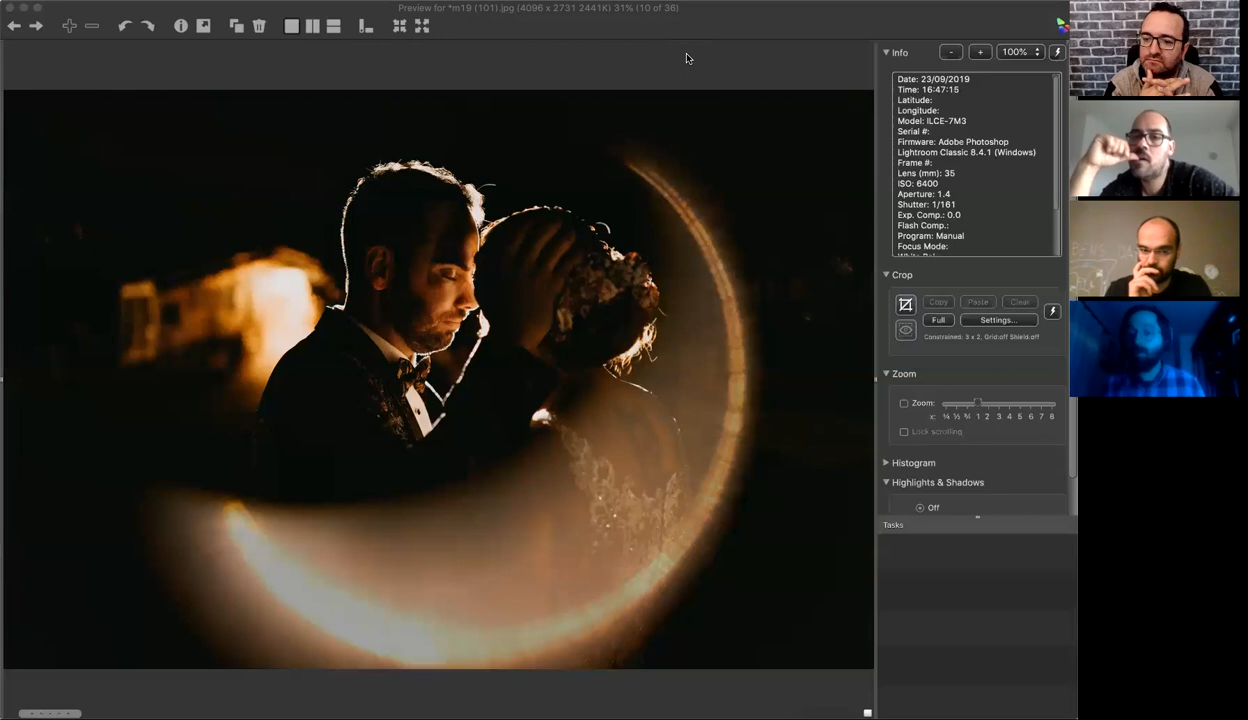 Preview for *m19 (101).jpg (4096 x 2731 2441K) 31% (10 of 36)
Info
-
+
100%
Date: 23/09/2019
Time: 16:47:15
Latitude:
Longitude:
Model: ILCE-7M3
Serial #:
Firmware: Adobe Photoshop
Lightroom Classic 8.4.1 (Windows)
Frame #:
Lens (mm): 35
ISO: 6400
Aperture: 1.4
Shutter: 1/161
Exp. Comp.: 0.0
Flash Comp.:
Program: Manual
Focus Mode:
Crop
Copy Paste Clear
Full Settings...
Constrained: 3 x 2, Grid:off Shield:off
Zoom
Zoom:
x: ¼ ½ ¾ 1 2 3 4 5 6 7 8
Lock scrolling
Histogram
Highlights & Shadows
Off
Tasks